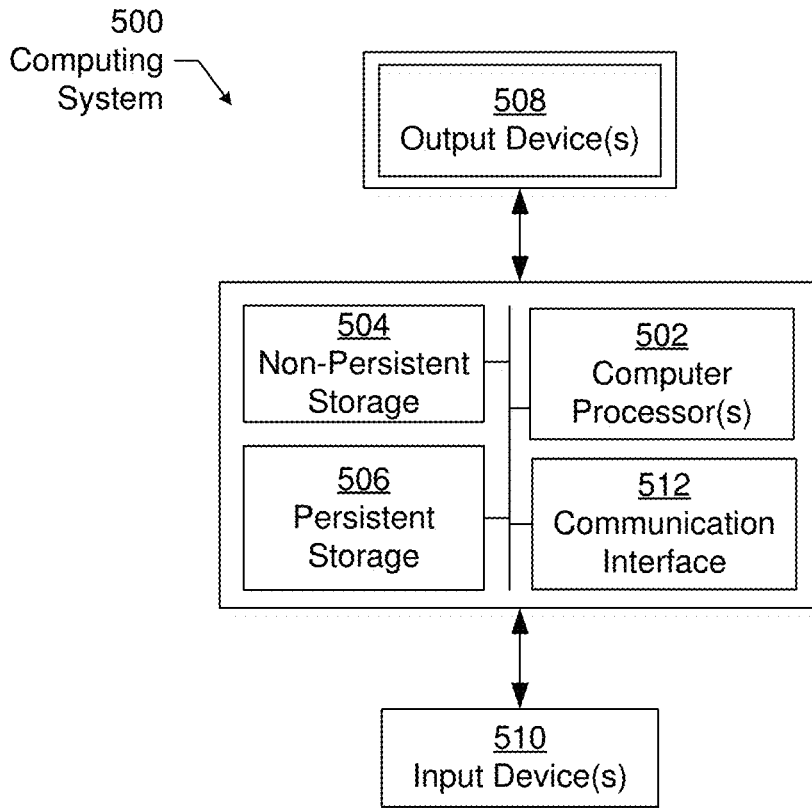 500
Computing
System
508
Output Device(s)
504
Non-Persistent
Storage
502
Computer
Processor(s)
506
Persistent
Storage
512
Communication
Interface
510
Input Device(s)